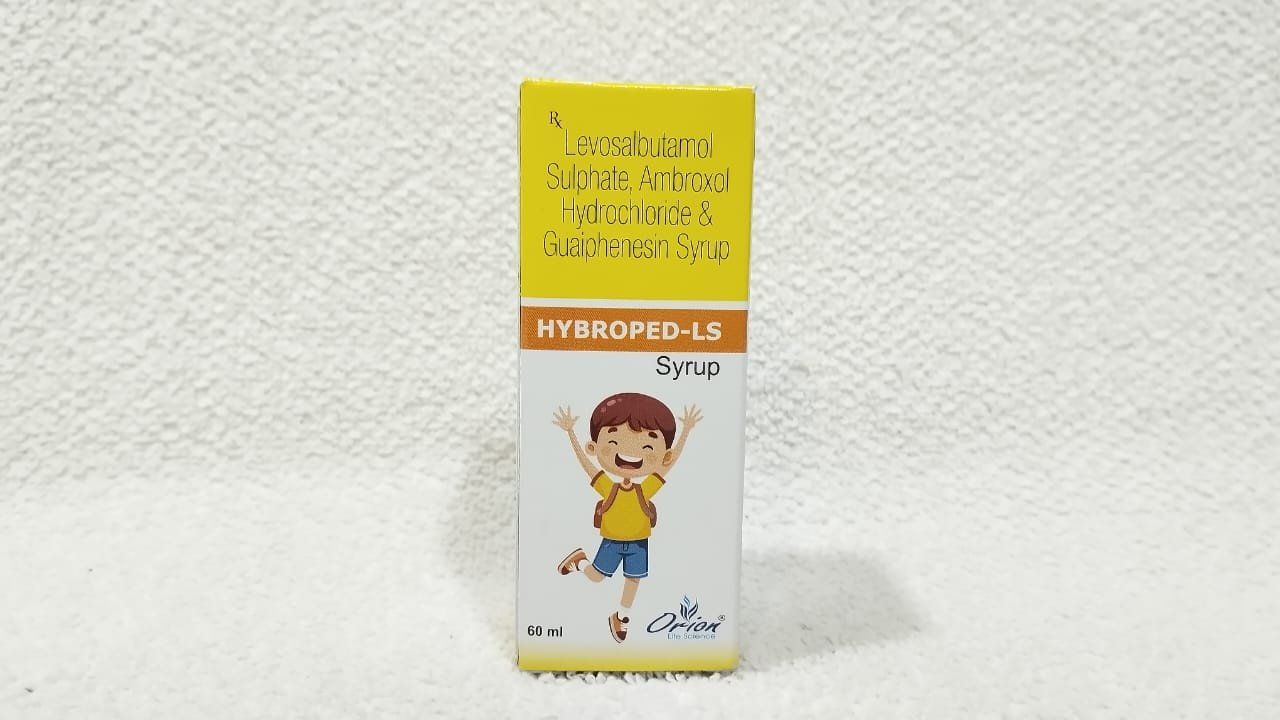 Rx
Levosalbutamol
Sulphate, Ambroxol
Hydrochloride &
Guaiphenesin Syrup
HYBROPED-LS
Syrup
60 ml
Orion®
Life Science